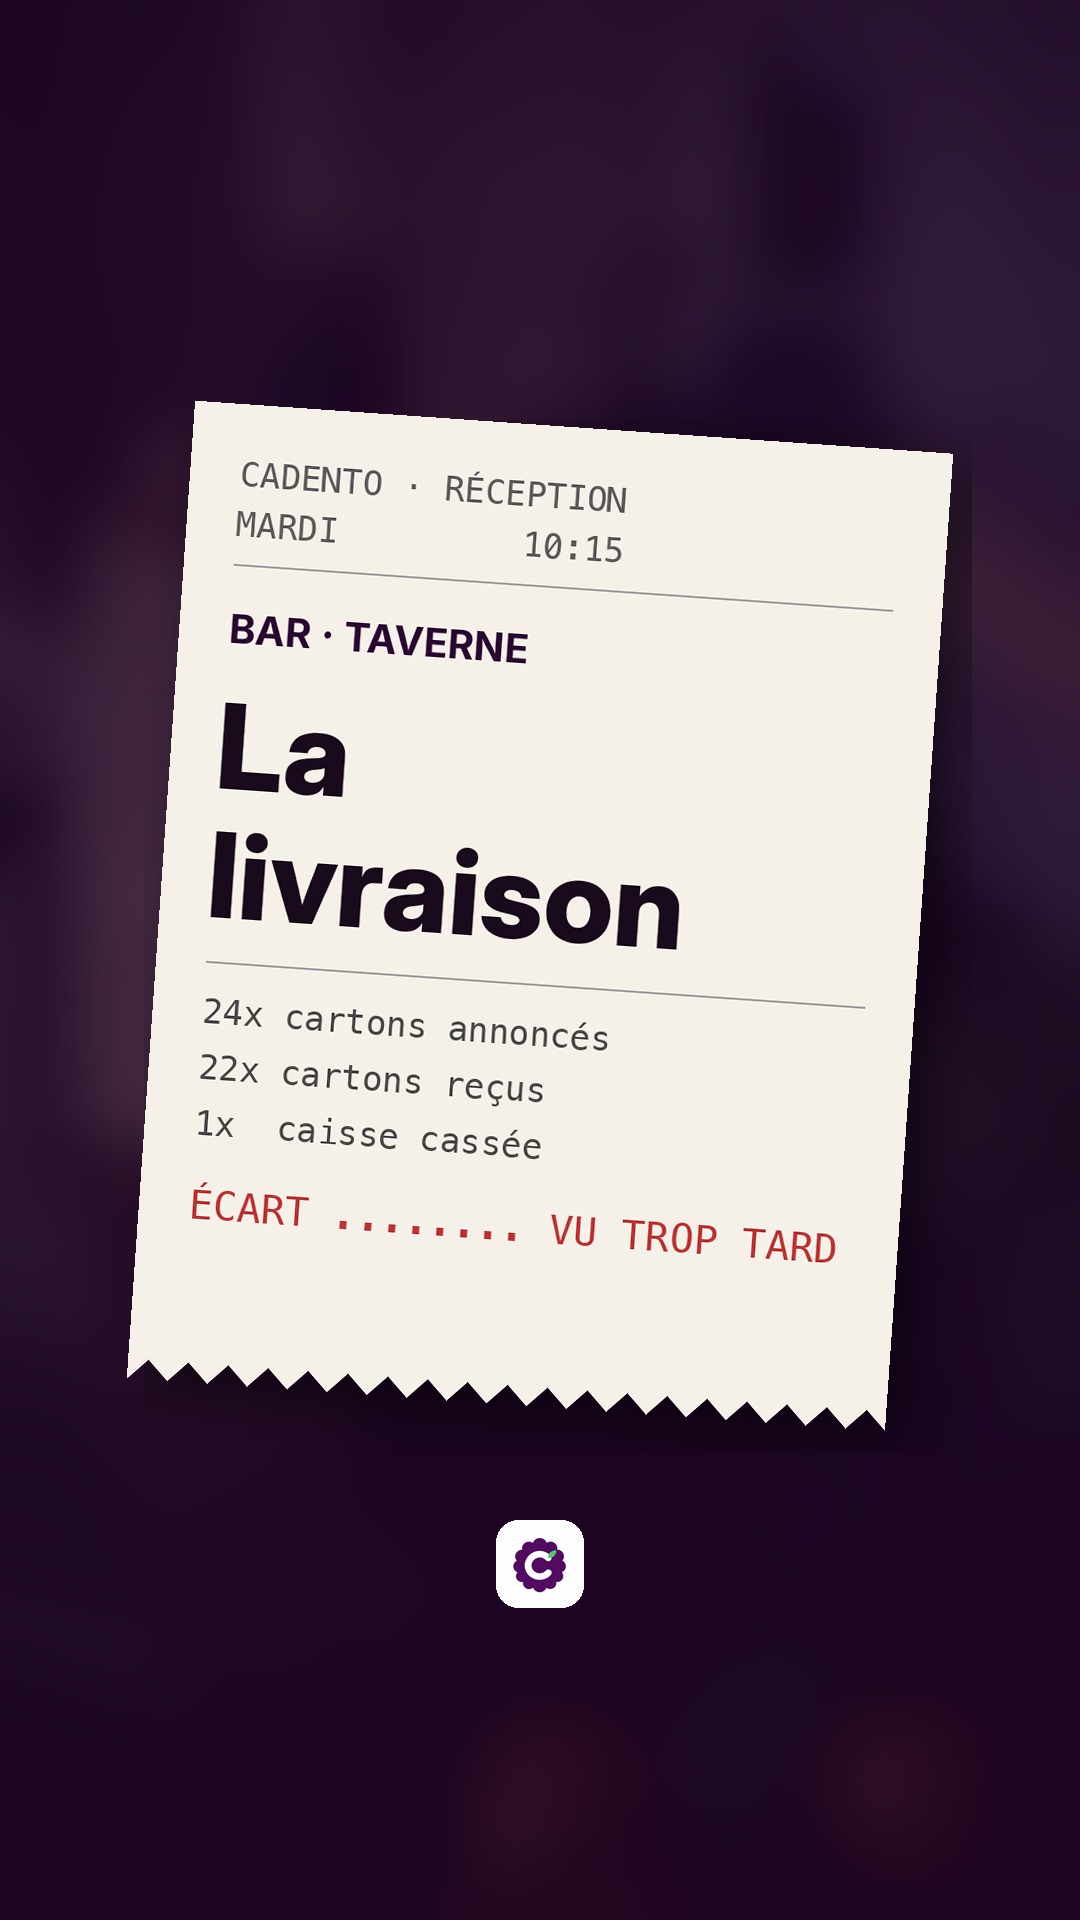 CADENTO · RÉCEPTION
MARDI 10:15
BAR · TAVERNE
La
livraison
24x cartons annoncés
22x cartons reçus
1x caisse cassée
ÉCART ........ VU TROP TARD